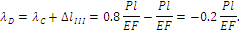 λ_D = λ_C + Δl_III = 0.8 Pl/EF − Pl/EF = −0.2 Pl/EF.